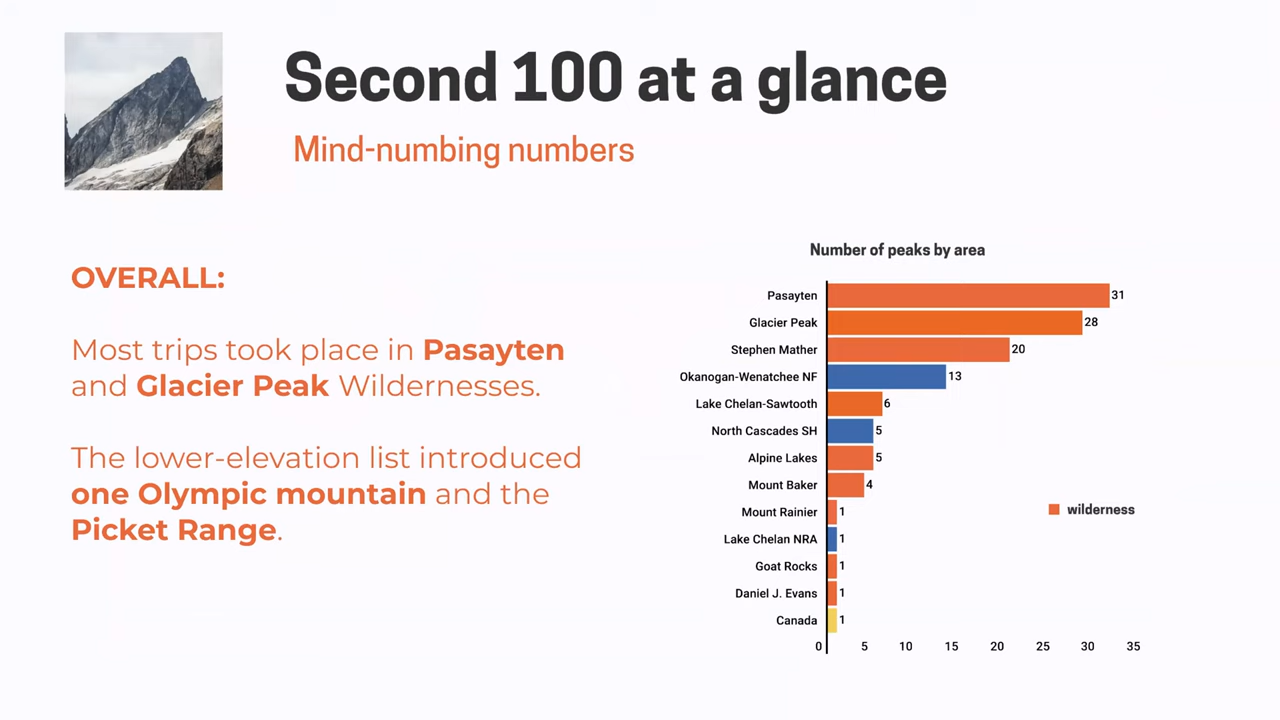 Second 100 at a glance
Mind-numbing numbers
OVERALL:
Most trips took place in Pasayten
and Glacier Peak Wildernesses.
The lower-elevation list introduced
one Olympic mountain and the
Picket Range.
Number of peaks by area
Pasayten 31
Glacier Peak 28
Stephen Mather 20
Okanogan-Wenatchee NF 13
Lake Chelan-Sawtooth 6
North Cascades SH 5
Alpine Lakes 5
Mount Baker 4
Mount Rainier 1
wilderness
Lake Chelan NRA 1
Goat Rocks 1
Daniel J. Evans 1
Canada 1
0 5 10 15 20 25 30 35